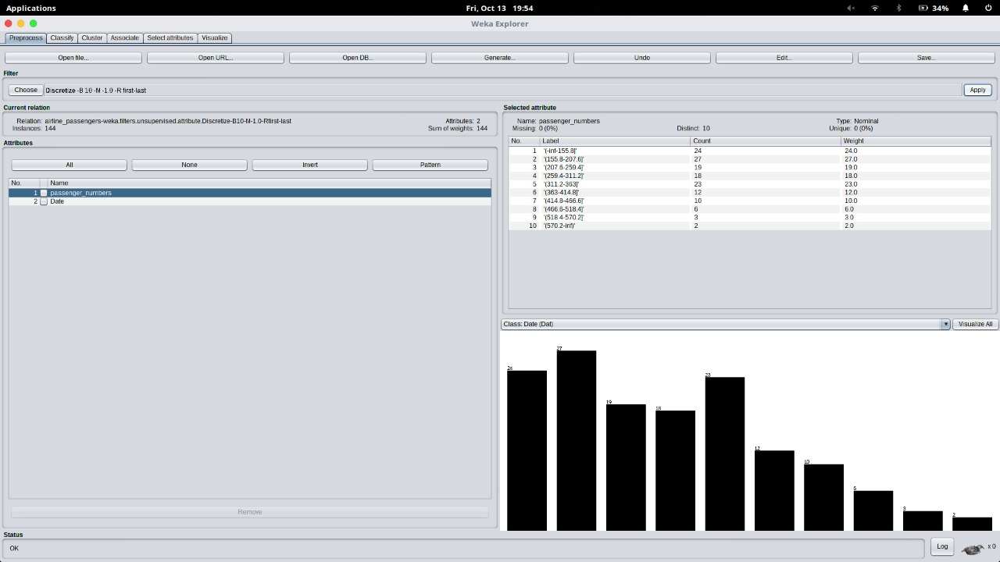 Applications
Fri, Oct 13 19:54
34%
Weka Explorer
Preprocess Classify Cluster Associate Select attributes Visualize
Open file... Open URL... Open DB... Generate... Undo Edit... Save...
Filter
Choose Discretize -B 10 -M -1.0 -R first-last Apply
Current relation
Relation: airline_passengers-weka.filters.unsupervised.attribute.Discretize-B10-M-1.0-Rfirst-last Attributes: 2
Instances: 144 Sum of weights: 144
Attributes
All None Invert Pattern
No. Name
1 passenger_numbers
2 Date
Remove
Selected attribute
Name: passenger_numbers Type: Nominal
Missing: 0 (0%) Distinct: 10 Unique: 0 (0%)
No. Label Count Weight
1 '(-inf-155.8]' 24 24.0
2 '(155.8-207.6]' 27 27.0
3 '(207.6-259.4]' 19 19.0
4 '(259.4-311.2]' 18 18.0
5 '(311.2-363]' 23 23.0
6 '(363-414.8]' 12 12.0
7 '(414.8-466.6]' 10 10.0
8 '(466.6-518.4]' 6 6.0
9 '(518.4-570.2]' 3 3.0
10 '(570.2-inf)' 2 2.0
Class: Date (Dat) Visualize All
24 27 19 18 23 12 10 6 3 2
Status
OK
Log x 0